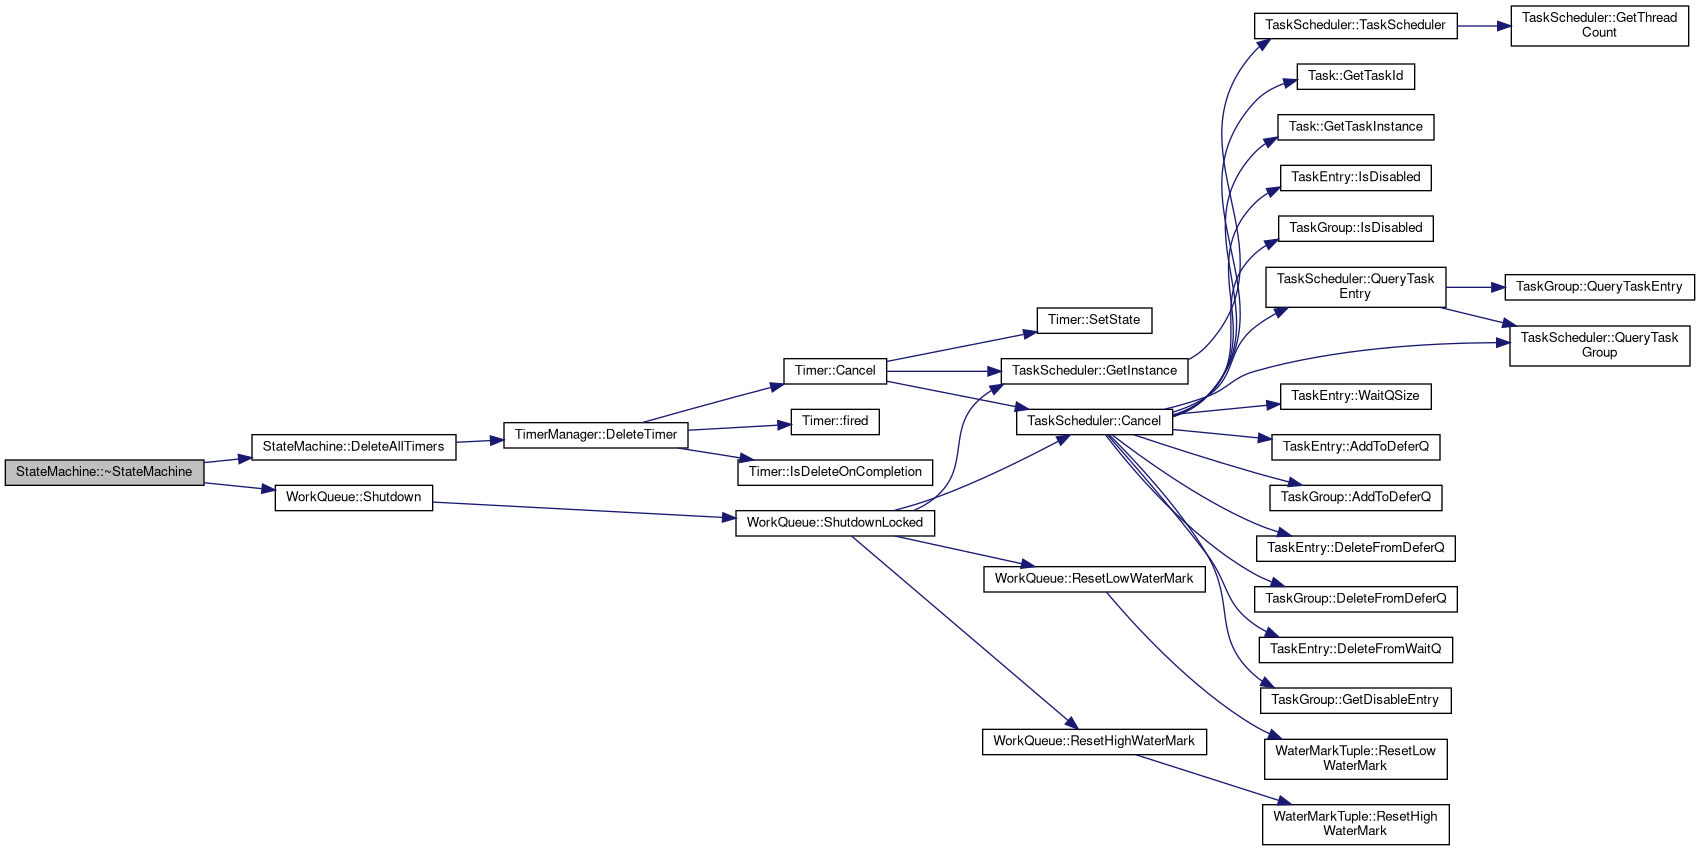 StateMachine::~StateMachine
StateMachine::DeleteAllTimers
WorkQueue::Shutdown
TimerManager::DeleteTimer
Timer::Cancel
Timer::fired
Timer::IsDeleteOnCompletion
WorkQueue::ShutdownLocked
Timer::SetState
TaskScheduler::GetInstance
TaskScheduler::Cancel
WorkQueue::ResetLowWaterMark
WorkQueue::ResetHighWaterMark
TaskScheduler::TaskScheduler
Task::GetTaskId
Task::GetTaskInstance
TaskEntry::IsDisabled
TaskGroup::IsDisabled
TaskScheduler::QueryTask
Entry
TaskEntry::WaitQSize
TaskEntry::AddToDeferQ
TaskGroup::AddToDeferQ
TaskEntry::DeleteFromDeferQ
TaskGroup::DeleteFromDeferQ
TaskEntry::DeleteFromWaitQ
TaskGroup::GetDisableEntry
WaterMarkTuple::ResetLow
WaterMark
WaterMarkTuple::ResetHigh
WaterMark
TaskScheduler::GetThread
Count
TaskGroup::QueryTaskEntry
TaskScheduler::QueryTask
Group